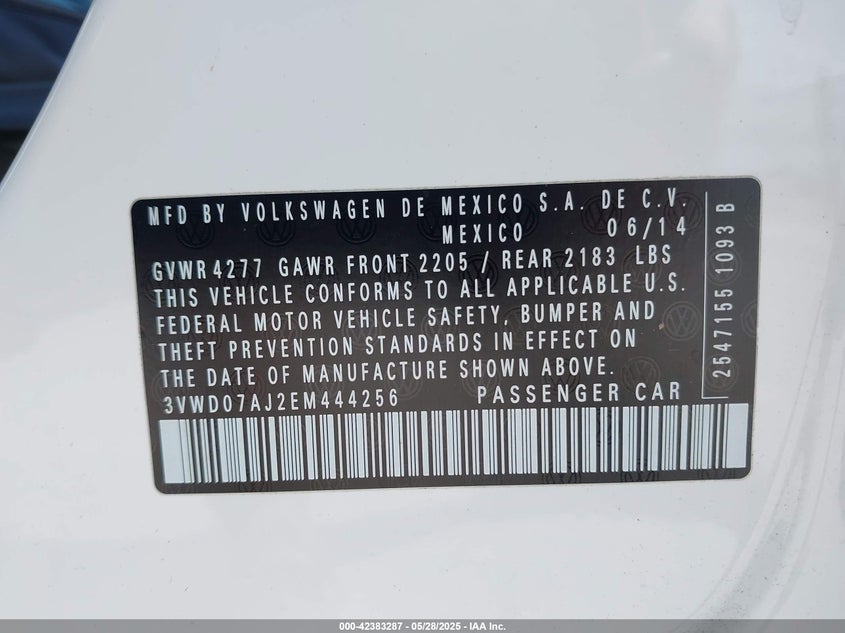 MFD BY VOLKSWAGEN DE MEXICO S.A. DE C.V.
MEXICO 06/14
GVWR 4277 GAWR FRONT 2205 / REAR 2183 LBS
THIS VEHICLE CONFORMS TO ALL APPLICABLE U.S.
FEDERAL MOTOR VEHICLE SAFETY, BUMPER AND
THEFT PREVENTION STANDARDS IN EFFECT ON
THE DATE OF MANUFACTURE SHOWN ABOVE.
3VWD07AJ2EM444256 PASSENGER CAR
2547155 1093 B
000-42383287 - 05/28/2025 - IAA Inc.